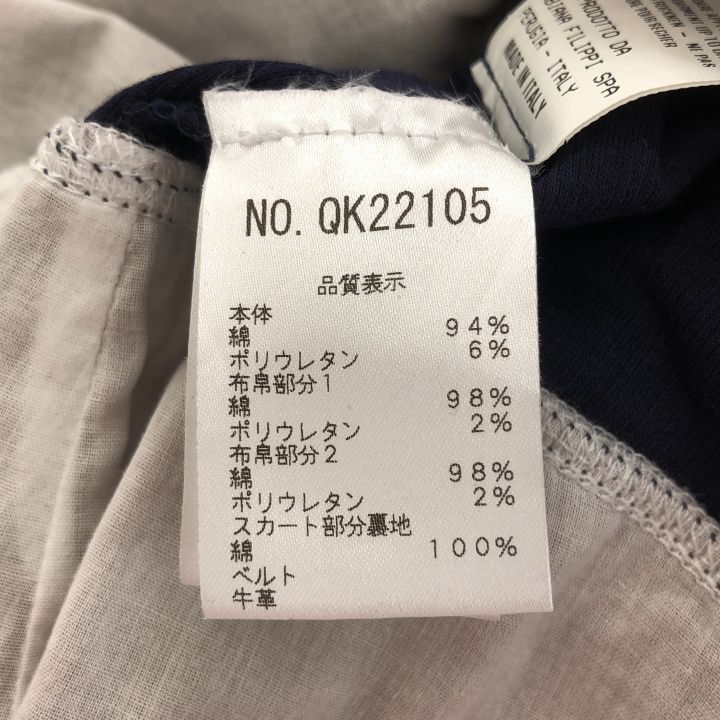 NO. QK22105
品質表示
本体
綿 94%
ポリウレタン 6%
布帛部分1
綿 98%
ポリウレタン 2%
布帛部分2
綿 98%
ポリウレタン 2%
スカート部分裏地
綿 100%
ベルト
牛革
PRODOTTO DA
FILIPPI SPA
PERUGIA - ITALY
MADE IN ITALY
- NE PAS